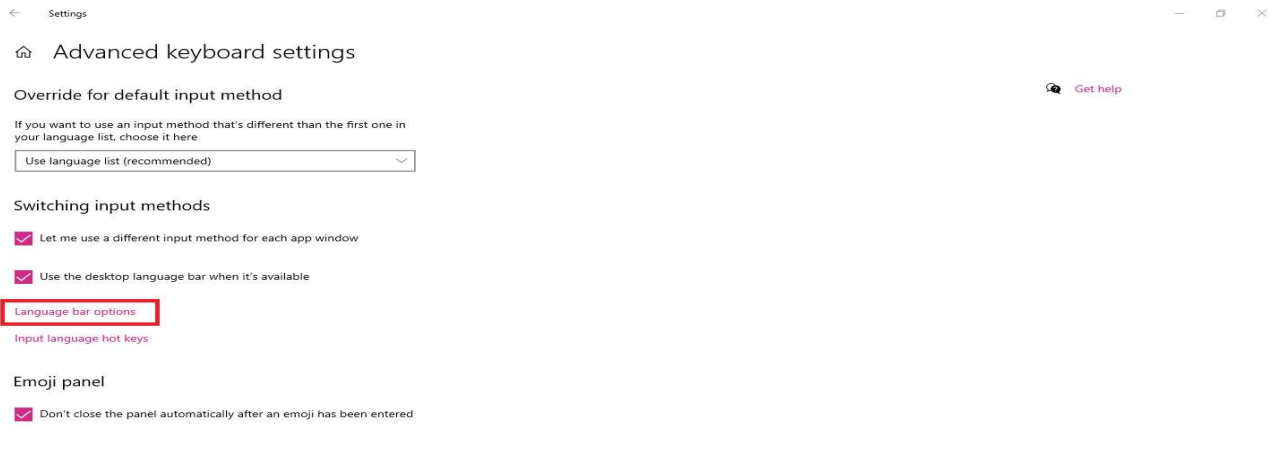 Settings
Advanced keyboard settings
Get help
Override for default input method
If you want to use an input method that's different than the first one in
your language list, choose it here
Use language list (recommended)
Switching input methods
Let me use a different input method for each app window
Use the desktop language bar when it's available
Language bar options
Input language hot keys
Emoji panel
Don't close the panel automatically after an emoji has been entered